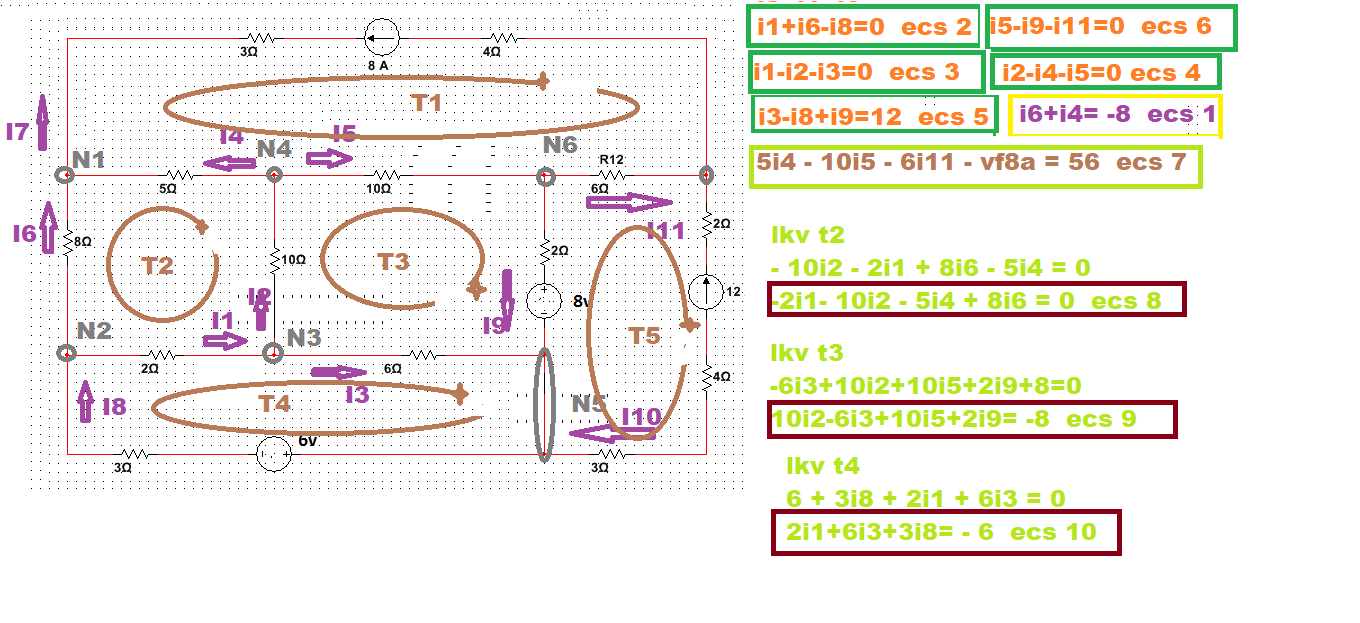 i1+i6-i8=0 ecs 2
i5-i9-i11=0 ecs 6
i1-i2-i3=0 ecs 3
i2-i4-i5=0 ecs 4
i3-i8+i9=12 ecs 5
i6+i4= -8 ecs 1
5i4 - 10i5 - 6i11 - vf8a = 56 ecs 7
lkv t2
- 10i2 - 2i1 + 8i6 - 5i4 = 0
-2i1- 10i2 - 5i4 + 8i6 = 0 ecs 8
lkv t3
-6i3+10i2+10i5+2i9+8=0
10i2-6i3+10i5+2i9= -8 ecs 9
lkv t4
6 + 3i8 + 2i1 + 6i3 = 0
2i1+6i3+3i8= - 6 ecs 10
3Ω
8 A
4Ω
T1
I7
I4
I5
N1
N4
N6
R12
5Ω
10Ω
6Ω
I6
8Ω
T2
10Ω
T3
2Ω
I11
2Ω
I2
8v
12
I9
T5
N2
I1
N3
2Ω
6Ω
4Ω
I3
I8
T4
N5
I10
6v
3Ω
3Ω